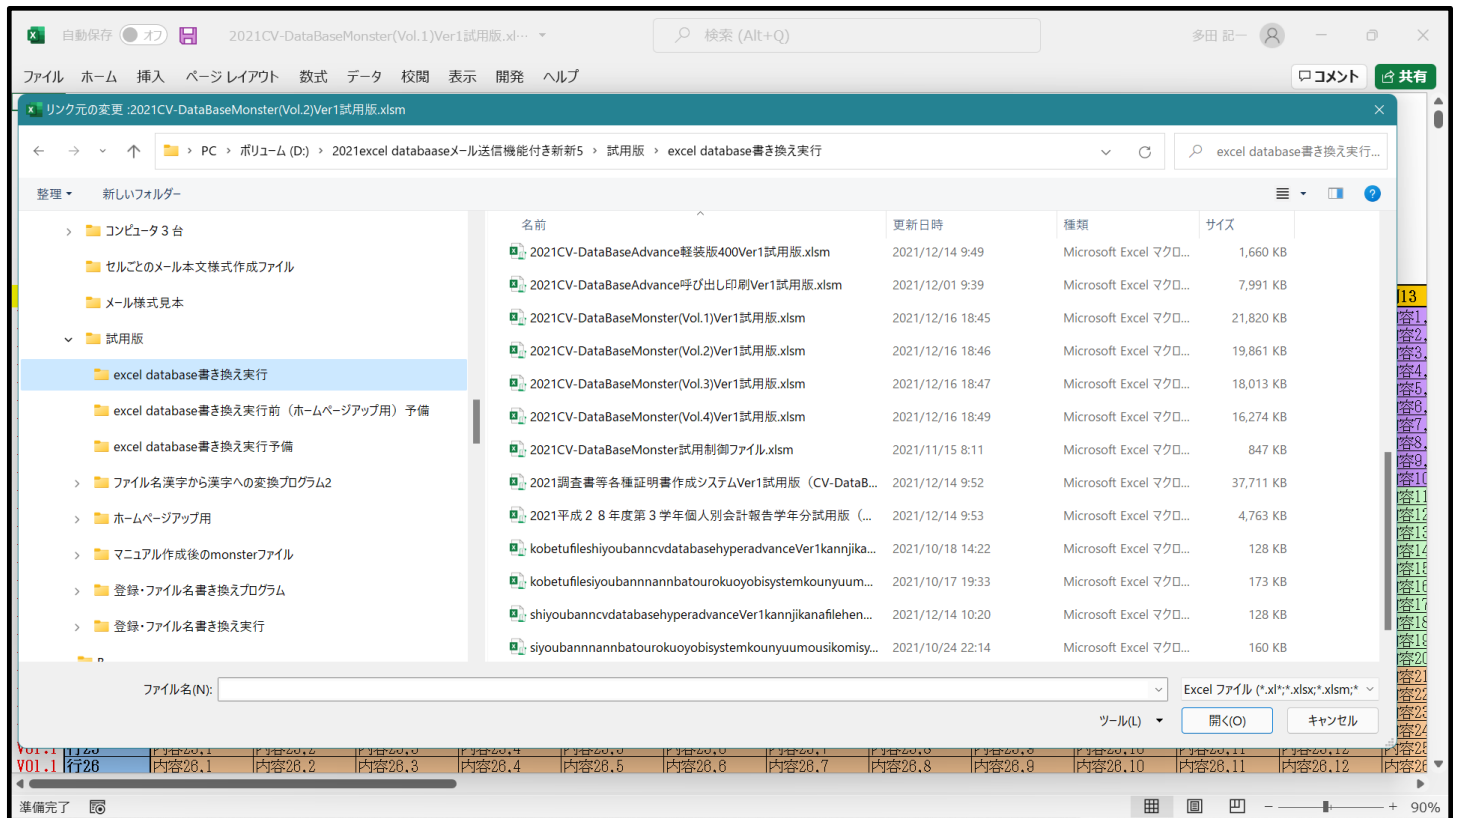 自動保存 オフ 2021CV-DataBaseMonster(Vol.1)Ver1試用版.xl… 検索 (Alt+Q) 多田 記一
ファイル ホーム 挿入 ページ レイアウト 数式 データ 校閲 表示 開発 ヘルプ コメント 共有
リンク元の変更 :2021CV-DataBaseMonster(Vol.2)Ver1試用版.xlsm
PC › ボリューム (D:) › 2021excel databaaseメール送信機能付き新新5 › 試用版 › excel database書き換え実行 excel database書き換え実行...
整理 新しいフォルダー
名前 更新日時 種類 サイズ
コンピュータ3台
セルごとのメール本文様式作成ファイル
メール様式見本
試用版
excel database書き換え実行
excel database書き換え実行前（ホームページアップ用）予備
excel database書き換え実行予備
ファイル名漢字から漢字への変換プログラム2
ホームページアップ用
マニュアル作成後のmonsterファイル
登録・ファイル名書き換えプログラム
登録・ファイル名書き換え実行
2021CV-DataBaseAdvance軽装版400Ver1試用版.xlsm 2021/12/14 9:49 Microsoft Excel マクロ... 1,660 KB
2021CV-DataBaseAdvance呼び出し印刷Ver1試用版.xlsm 2021/12/01 9:39 Microsoft Excel マクロ... 7,991 KB
2021CV-DataBaseMonster(Vol.1)Ver1試用版.xlsm 2021/12/16 18:45 Microsoft Excel マクロ... 21,820 KB
2021CV-DataBaseMonster(Vol.2)Ver1試用版.xlsm 2021/12/16 18:46 Microsoft Excel マクロ... 19,861 KB
2021CV-DataBaseMonster(Vol.3)Ver1試用版.xlsm 2021/12/16 18:47 Microsoft Excel マクロ... 18,013 KB
2021CV-DataBaseMonster(Vol.4)Ver1試用版.xlsm 2021/12/16 18:49 Microsoft Excel マクロ... 16,274 KB
2021CV-DataBaseMonster試用制御ファイル.xlsm 2021/11/15 8:11 Microsoft Excel マクロ... 847 KB
2021調査書等各種証明書作成システムVer1試用版（CV-DataB... 2021/12/14 9:52 Microsoft Excel マクロ... 37,711 KB
2021平成２８年度第３学年個人別会計報告学年分試用版（... 2021/12/14 9:53 Microsoft Excel マクロ... 4,763 KB
kobetufileshiyoubanncvdatabasehyperadvanceVer1kannjika... 2021/10/18 14:22 Microsoft Excel マクロ... 128 KB
kobetufilesiyoubannnannbatourokuoyobisystemkounyuum... 2021/10/17 19:33 Microsoft Excel マクロ... 173 KB
shiyoubanncvdatabasehyperadvanceVer1kannjikanafilehen... 2021/12/14 10:20 Microsoft Excel マクロ... 128 KB
siyoubannnannbatourokuoyobisystemkounyuumousikomisy... 2021/10/24 22:14 Microsoft Excel マクロ... 160 KB
ファイル名(N): Excel ファイル (*.xl*;*.xlsx;*.xlsm;*
ツール(L) 開く(O) キャンセル
Vol.1 行26 内容26,1 内容26,2 内容26,3 内容26,4 内容26,5 内容26,6 内容26,7 内容26,8 内容26,9 内容26,10 内容26,11 内容26,12 内容26
準備完了 90%